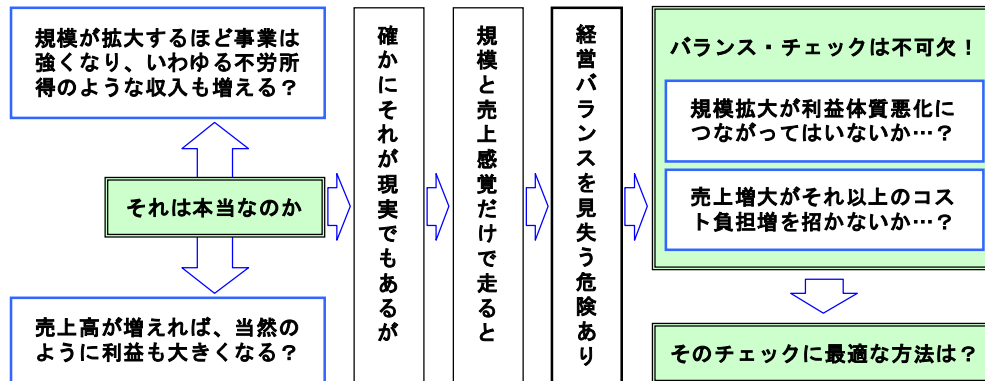 規模が拡大するほど事業は
強くなり、いわゆる不労所
得のような収入も増える？
それは本当なのか
売上高が増えれば、当然の
ように利益も大きくなる？
確かにそれが現実でもあるが
規模と売上感覚だけで走ると
経営バランスを見失う危険あり
バランス・チェックは不可欠！
規模拡大が利益体質悪化に
つながってはいないか…？
売上増大がそれ以上のコス
ト負担増を招かないか…？
そのチェックに最適な方法は？